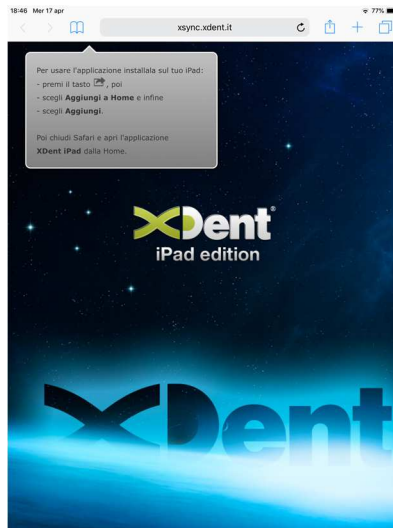 18:46 Mer 17 apr 77%
xsync.xdent.it
Per usare l'applicazione installala sul tuo iPad:
- premi il tasto , poi
- scegli Aggiungi a Home e infine
- scegli Aggiungi.
Poi chiudi Safari e apri l'applicazione
XDent iPad dalla Home.
XDent®
iPad edition
XDent